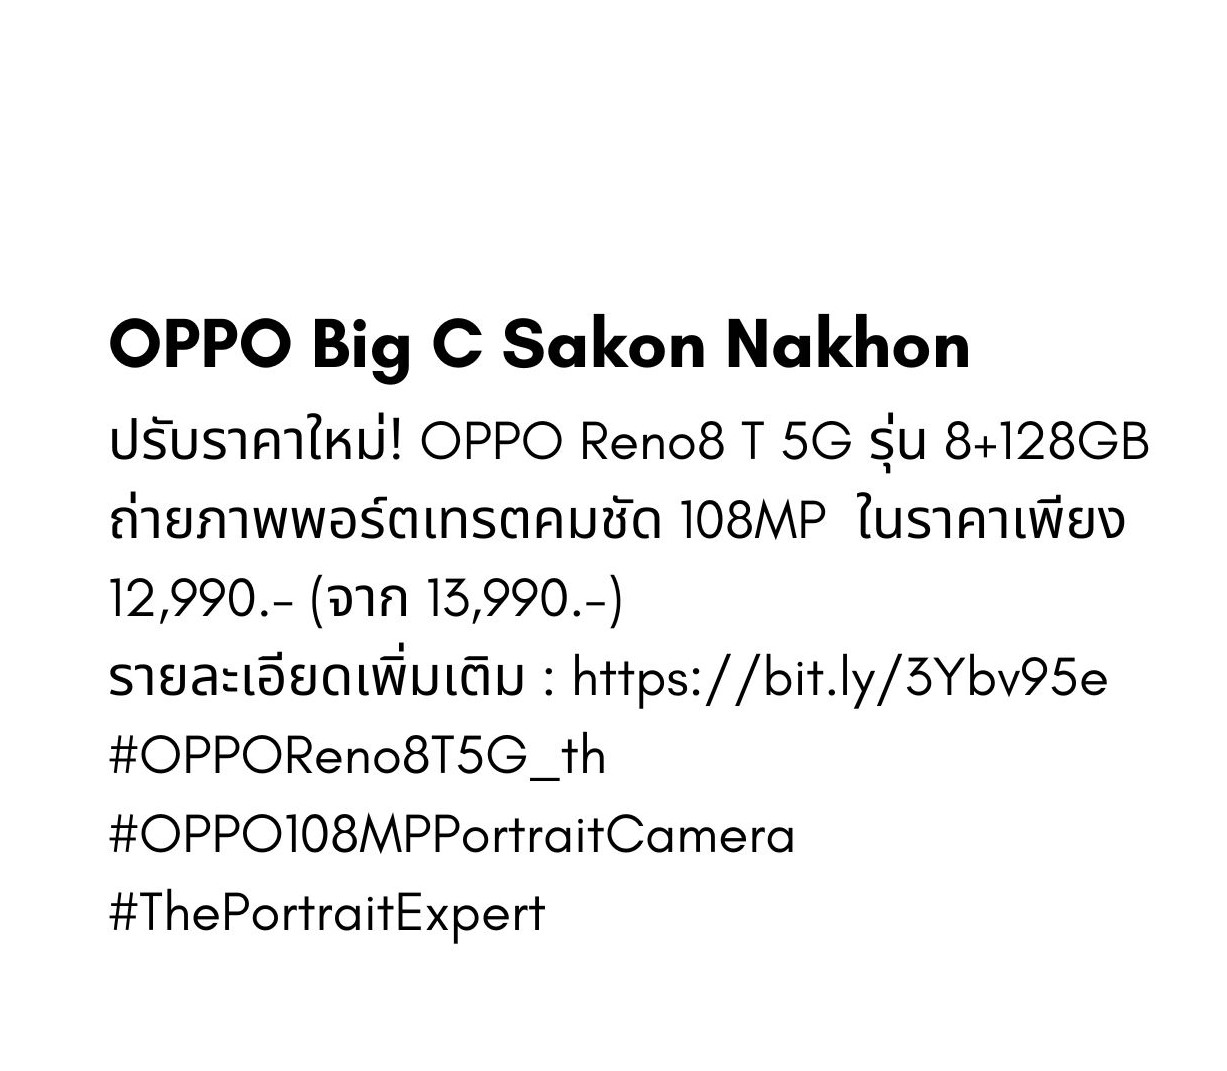 OPPO Big C Sakon Nakhon
ปรับราคาใหม่! OPPO Reno8 T 5G รุ่น 8+128GB
ถ่ายภาพพอร์ตเทรตคมชัด 108MP  ในราคาเพียง
12,990.- (จาก 13,990.-)
รายละเอียดเพิ่มเติม : https://bit.ly/3Ybv95e
#OPPOReno8T5G_th
#OPPO108MPPortraitCamera
#ThePortraitExpert